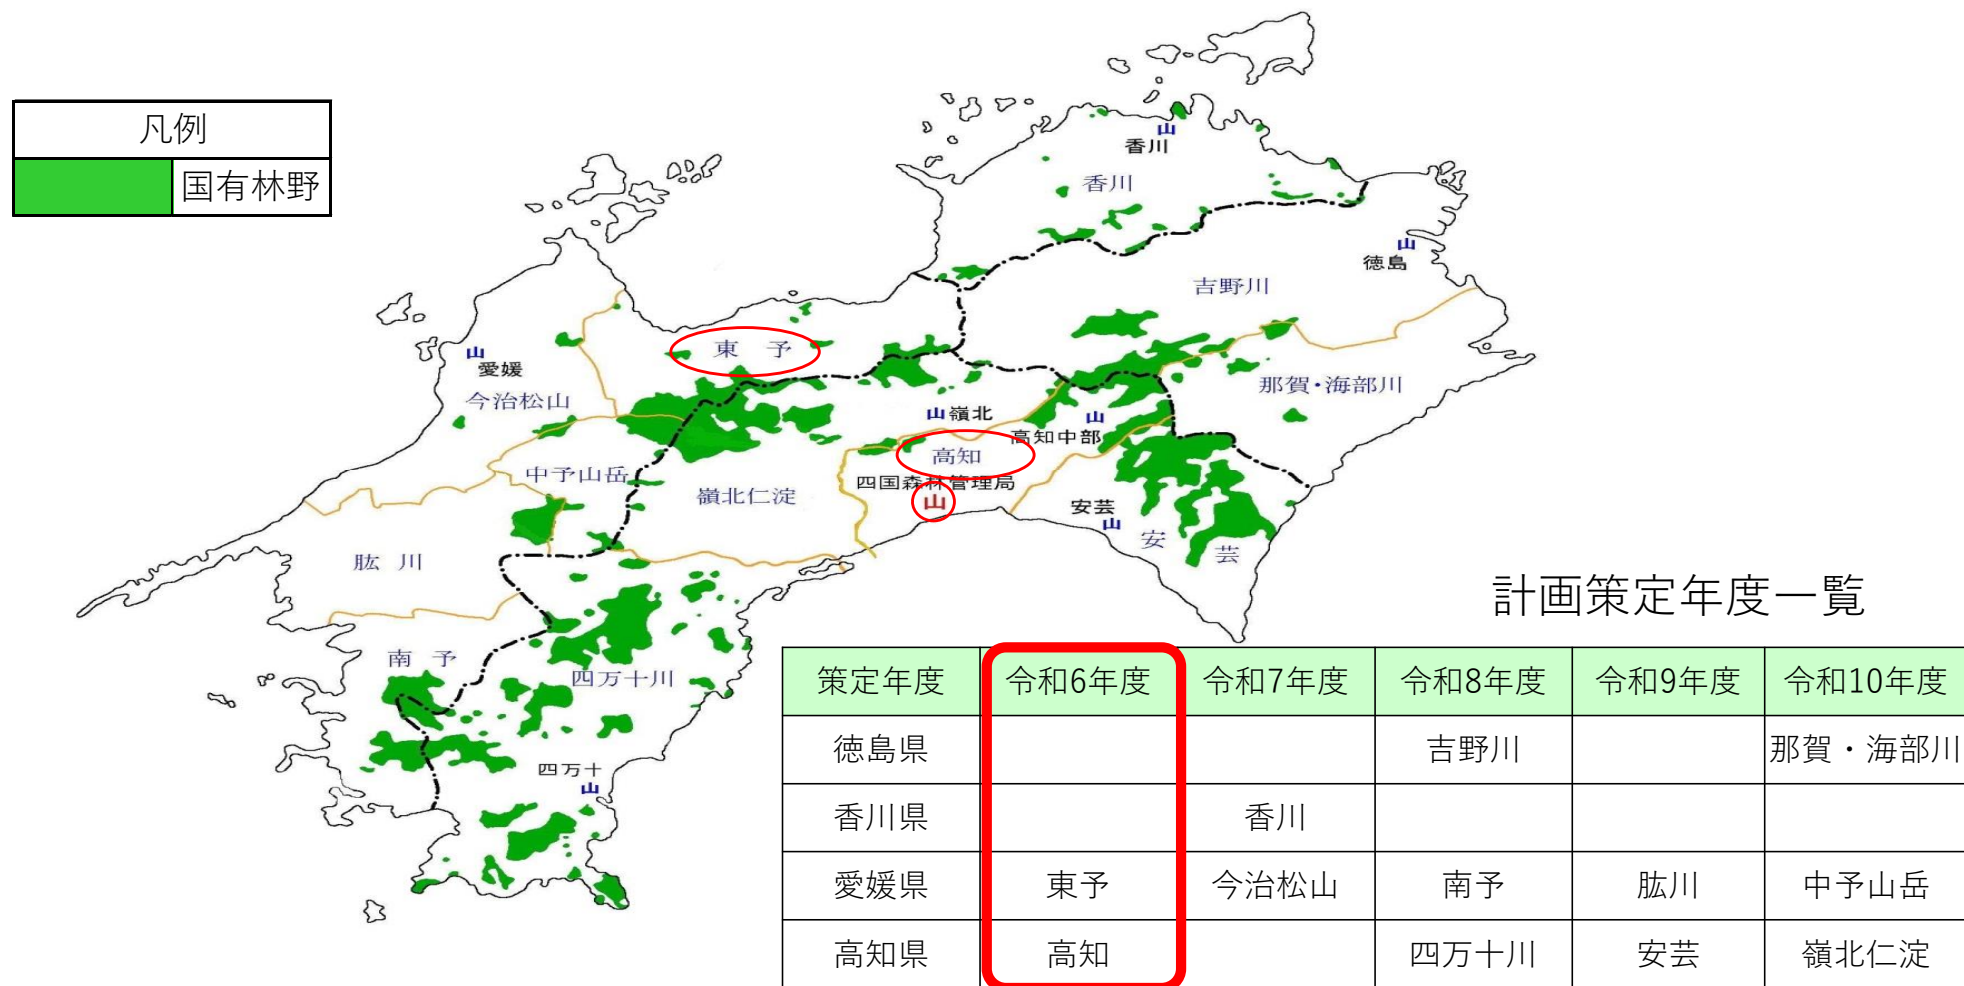 凡例
国有林野
香川
香川
徳島
吉野川
東 予
愛媛
今治松山
那賀・海部川
嶺北
高知中部
高知
中予山岳
四国森林管理局
嶺北仁淀
安芸
安 芸
肱 川
南 予
四万十川
四万十
計画策定年度一覧
策定年度 令和6年度 令和7年度 令和8年度 令和9年度 令和10年度
徳島県 吉野川 那賀・海部川
香川県 香川
愛媛県 東予 今治松山 南予 肱川 中予山岳
高知県 高知 四万十川 安芸 嶺北仁淀